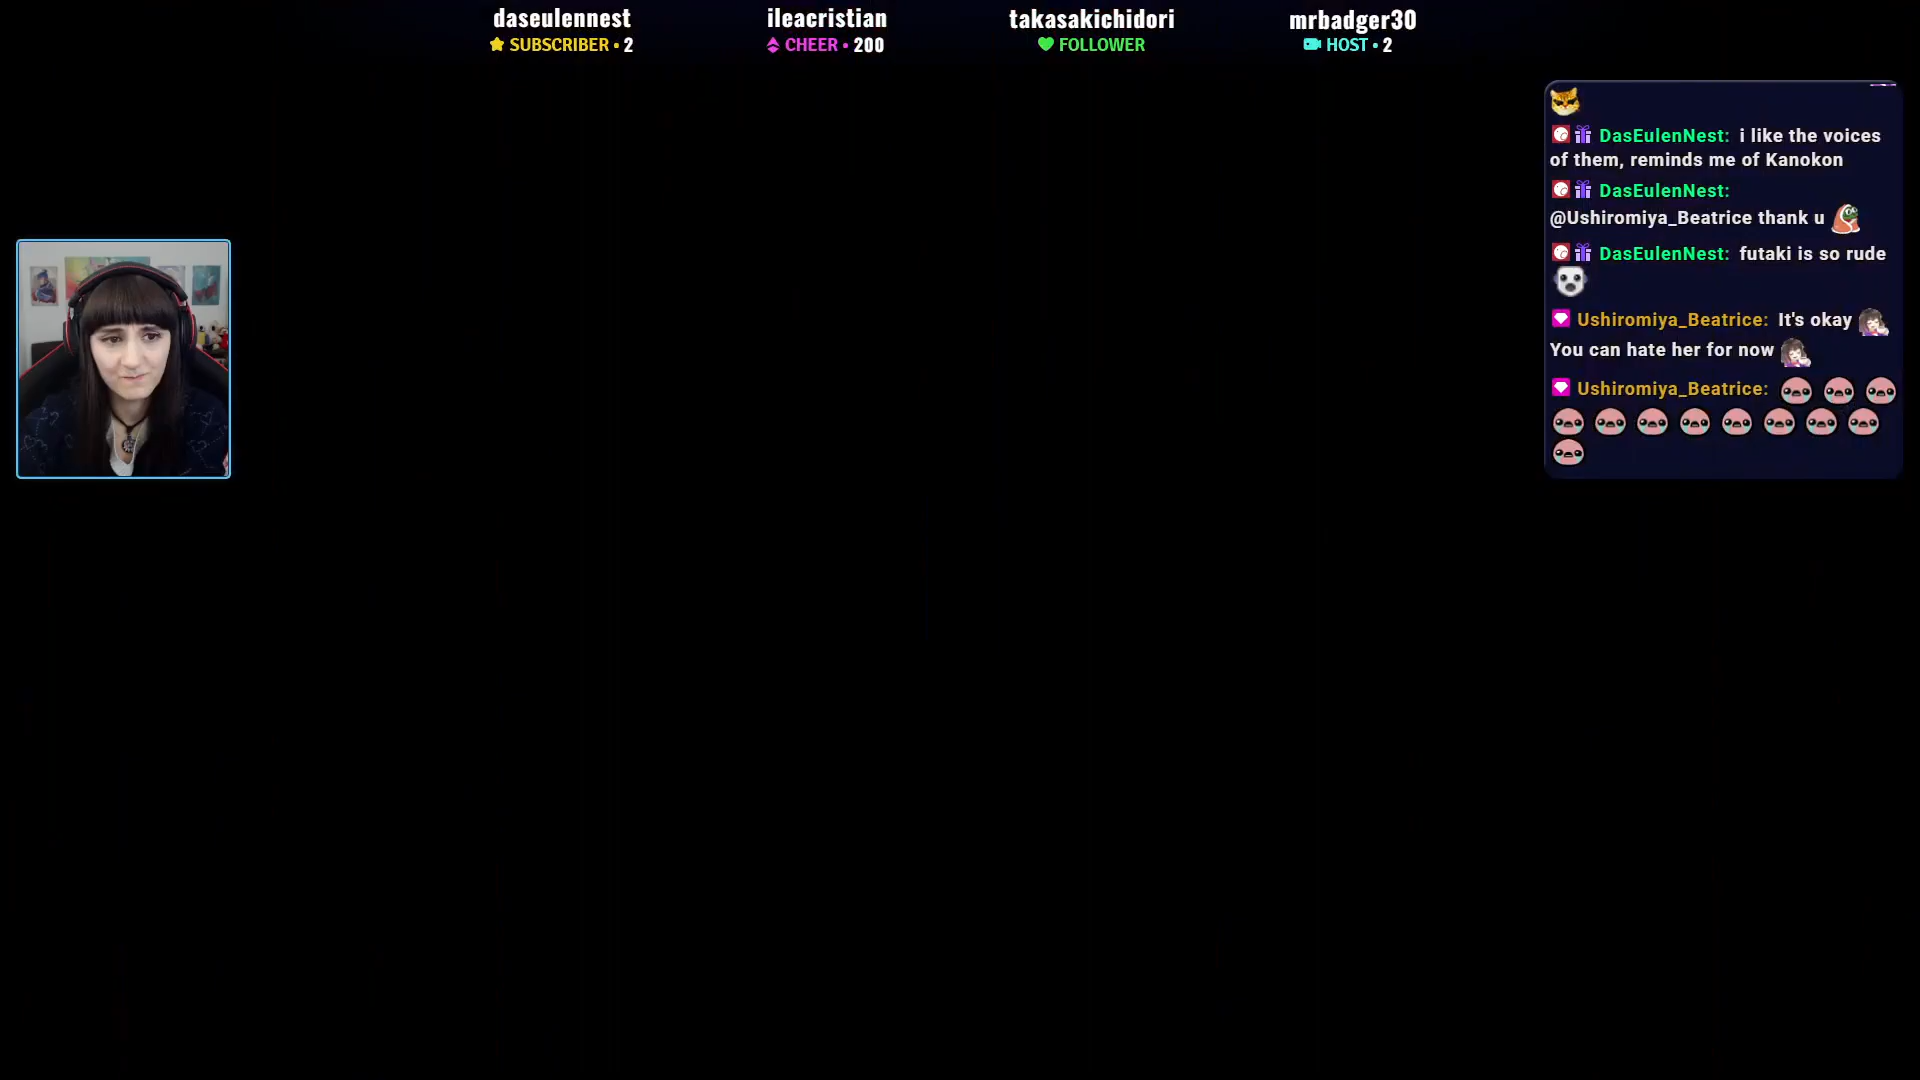 daseulennest
SUBSCRIBER • 2
ileacristian
CHEER • 200
takasakichidori
FOLLOWER
mrbadger30
HOST • 2
DasEulenNest: i like the voices
of them, reminds me of Kanokon
DasEulenNest:
@Ushiromiya_Beatrice thank u
DasEulenNest: futaki is so rude
Ushiromiya_Beatrice: It's okay
You can hate her for now
Ushiromiya_Beatrice: